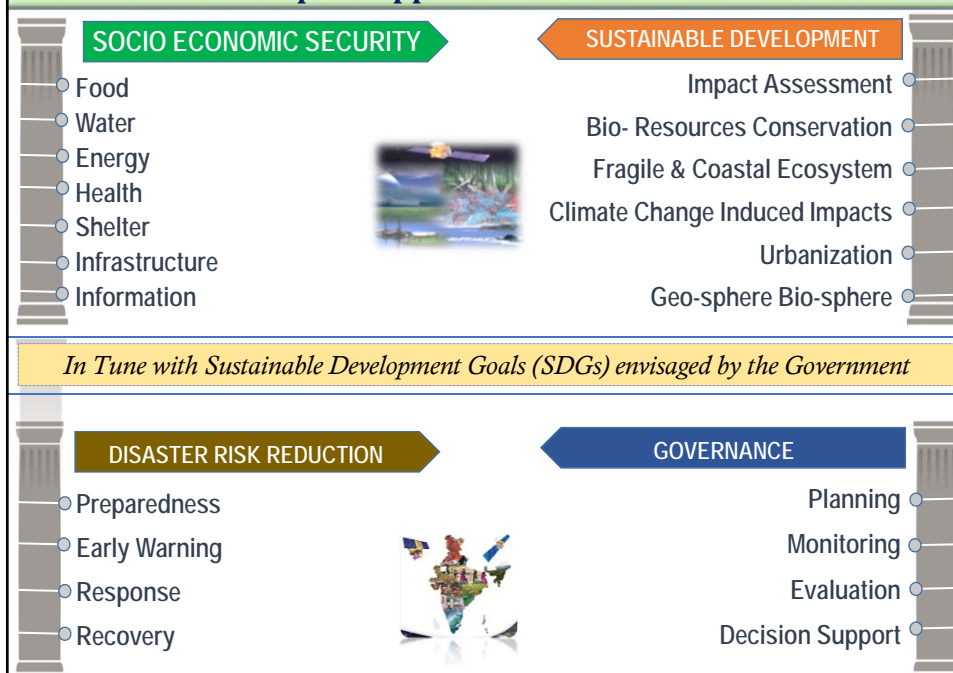 SOCIO ECONOMIC SECURITY
Food
Water
Energy
Health
Shelter
Infrastructure
Information
SUSTAINABLE DEVELOPMENT
Impact Assessment
Bio- Resources Conservation
Fragile & Coastal Ecosystem
Climate Change Induced Impacts
Urbanization
Geo-sphere Bio-sphere
In Tune with Sustainable Development Goals (SDGs) envisaged by the Government
DISASTER RISK REDUCTION
Preparedness
Early Warning
Response
Recovery
GOVERNANCE
Planning
Monitoring
Evaluation
Decision Support